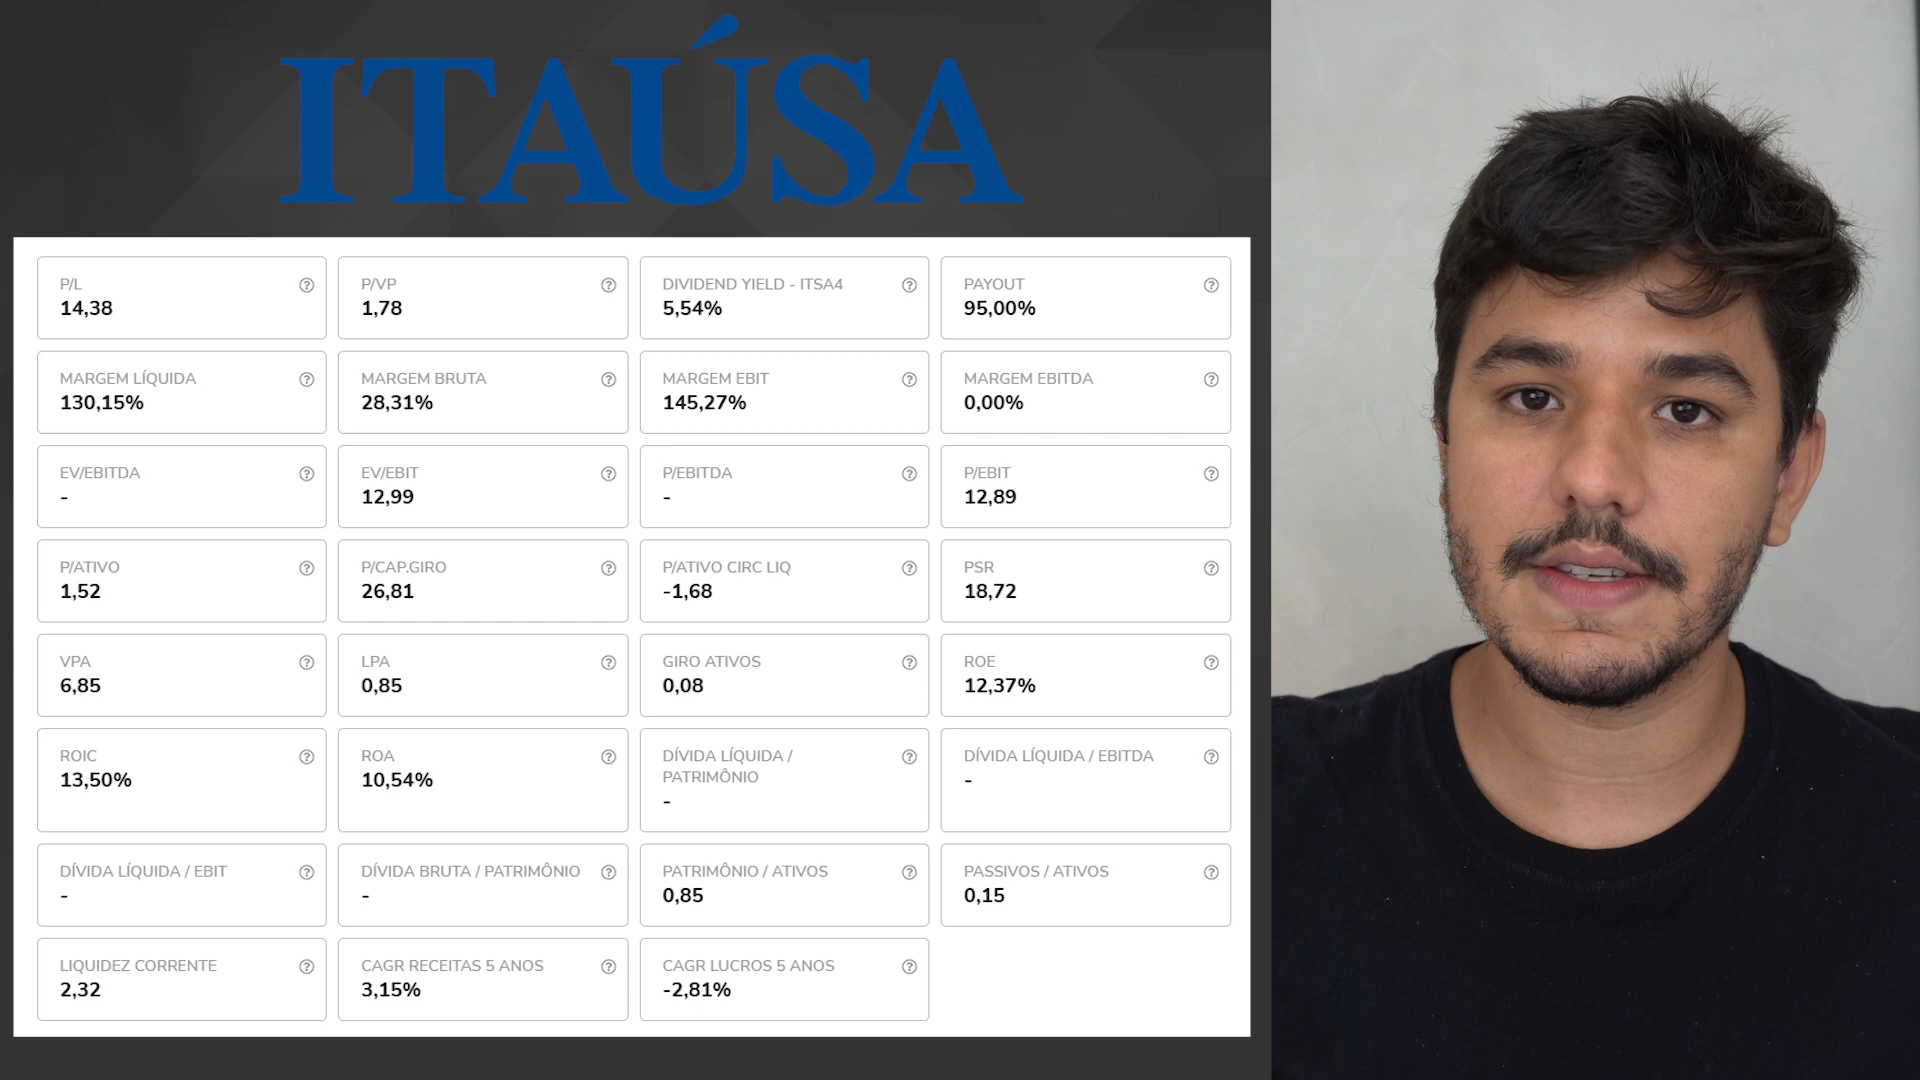 ITAÚSA
P/L
14,38
P/VP
1,78
DIVIDEND YIELD - ITSA4
5,54%
PAYOUT
95,00%
MARGEM LÍQUIDA
130,15%
MARGEM BRUTA
28,31%
MARGEM EBIT
145,27%
MARGEM EBITDA
0,00%
EV/EBITDA
-
EV/EBIT
12,99
P/EBITDA
-
P/EBIT
12,89
P/ATIVO
1,52
P/CAP.GIRO
26,81
P/ATIVO CIRC LIQ
-1,68
PSR
18,72
VPA
6,85
LPA
0,85
GIRO ATIVOS
0,08
ROE
12,37%
ROIC
13,50%
ROA
10,54%
DÍVIDA LÍQUIDA /
PATRIMÔNIO
-
DÍVIDA LÍQUIDA / EBITDA
-
DÍVIDA LÍQUIDA / EBIT
-
DÍVIDA BRUTA / PATRIMÔNIO
-
PATRIMÔNIO / ATIVOS
0,85
PASSIVOS / ATIVOS
0,15
LIQUIDEZ CORRENTE
2,32
CAGR RECEITAS 5 ANOS
3,15%
CAGR LUCROS 5 ANOS
-2,81%